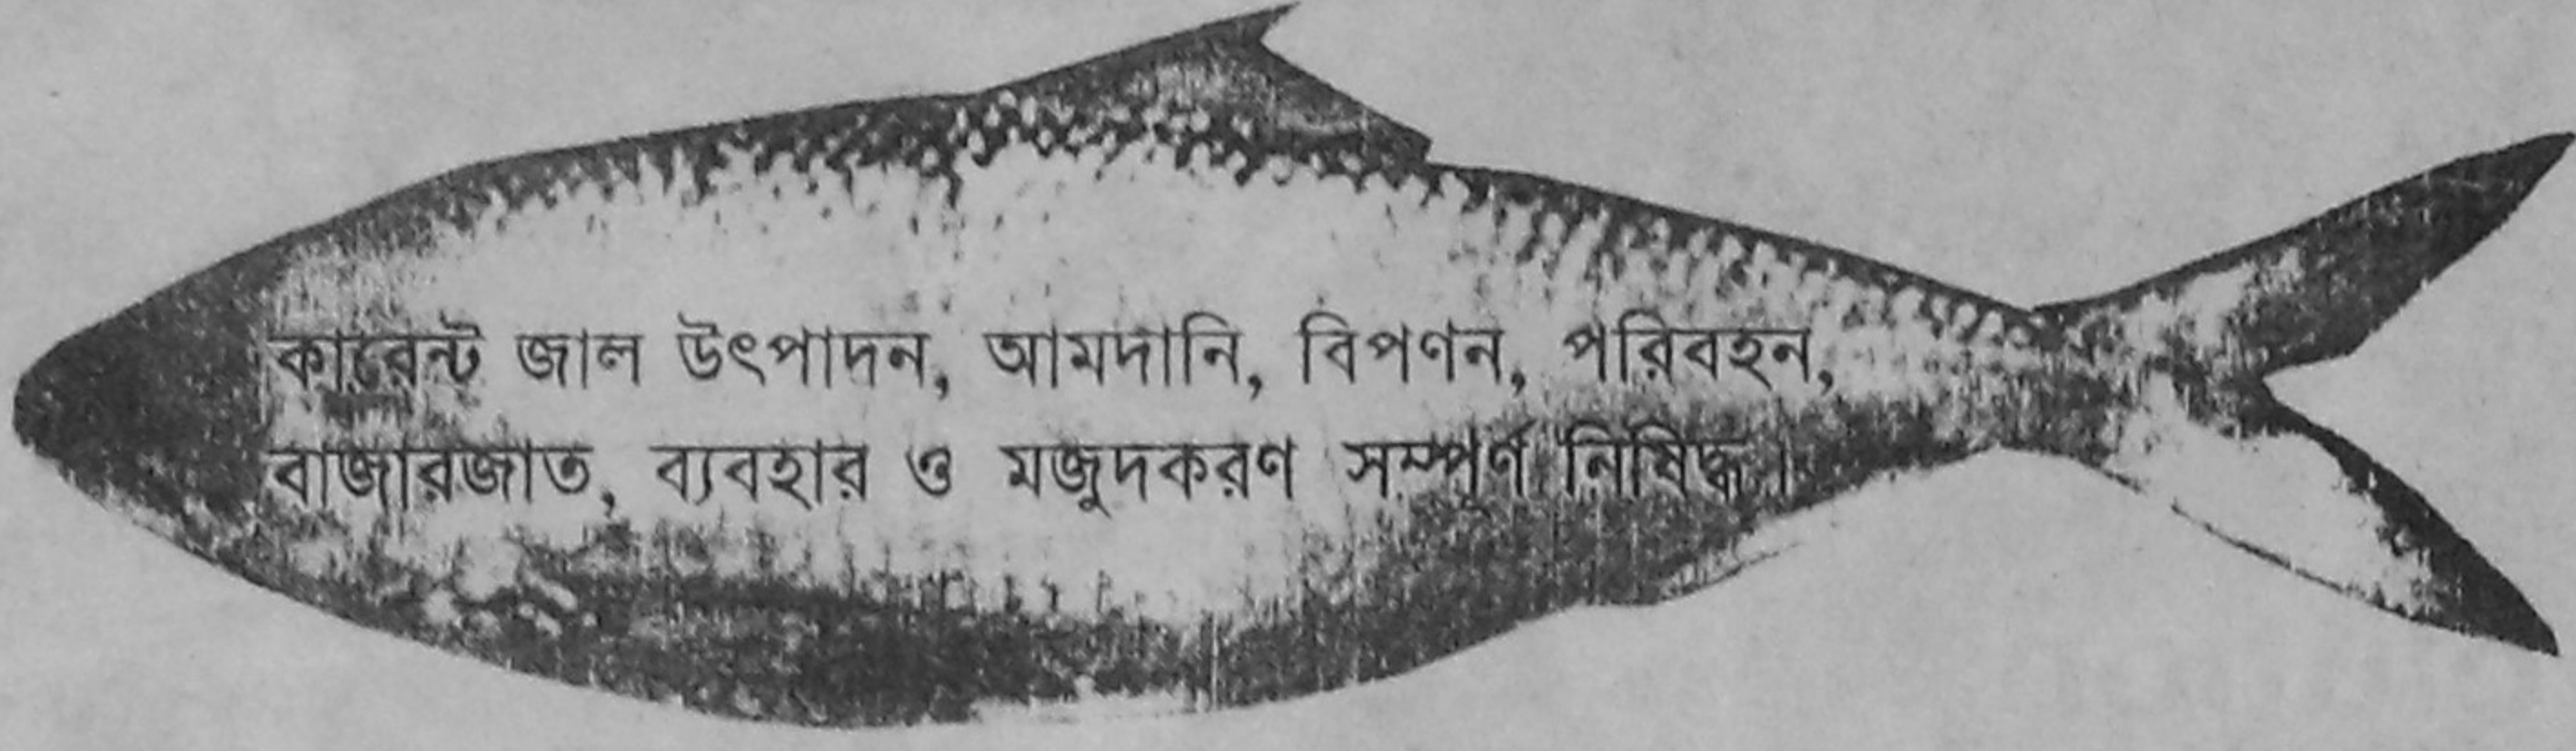 কারেন্ট জাল উৎপাদন, আমদানি, বিপণন, পরিবহন,
বাজারজাত, ব্যবহার ও মজুদকরণ সম্পূর্ণ নিষিদ্ধ।